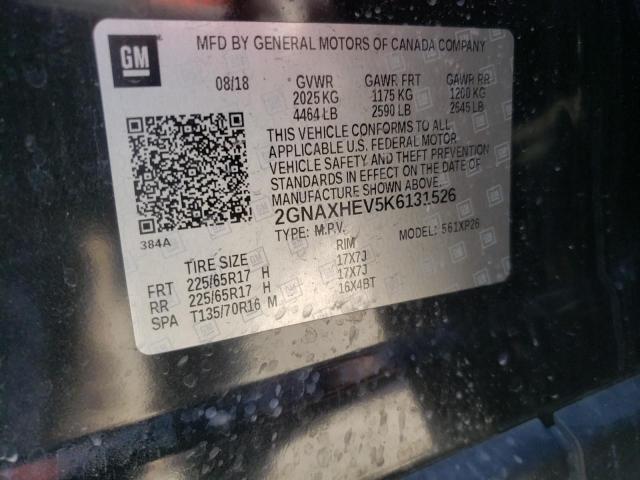 GM
MFD BY GENERAL MOTORS OF CANADA COMPANY
08/18 GVWR GAWR FRT GAWR RR
2025 KG 1175 KG 1200 KG
4464 LB 2590 LB 2645 LB
THIS VEHICLE CONFORMS TO ALL
APPLICABLE U.S. FEDERAL MOTOR
VEHICLE SAFETY AND THEFT PREVENTION
STANDARDS IN EFFECT ON THE DATE OF
MANUFACTURE SHOWN ABOVE.
2GNAXHEV5K6131526
TYPE: M.P.V. MODEL: 561XP26
384A
TIRE SIZE RIM
FRT 225/65R17 H 17X7J
RR 225/65R17 H 17X7J
SPA T135/70R16 M 16X4BT